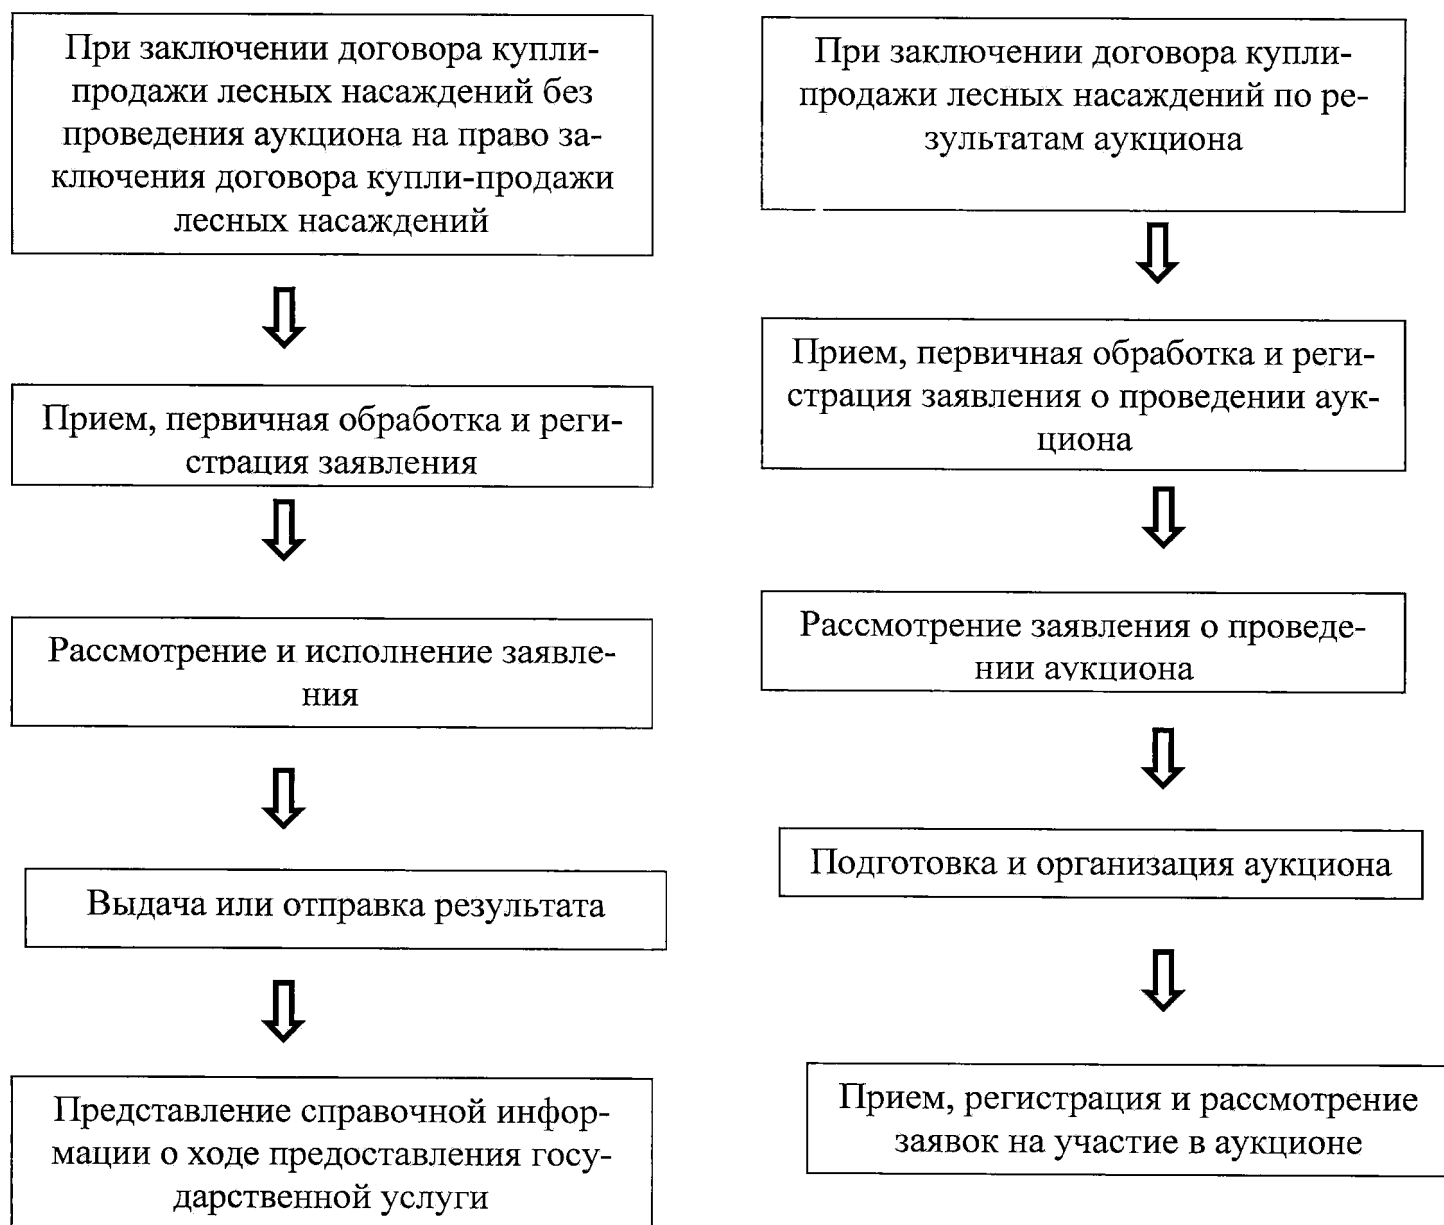 При заключении договора купли-
продажи лесных насаждений без
проведения аукциона на право за-
ключения договора купли-продажи
лесных насаждений
Прием, первичная обработка и реги-
страция заявления
Рассмотрение и исполнение заявле-
ния
Выдача или отправка результата
Представление справочной инфор-
мации о ходе предоставления госу-
дарственной услуги
При заключении договора купли-
продажи лесных насаждений по ре-
зультатам аукциона
Прием, первичная обработка и реги-
страция заявления о проведении аук-
циона
Рассмотрение заявления о проведе-
нии аукциона
Подготовка и организация аукциона
Прием, регистрация и рассмотрение
заявок на участие в аукционе